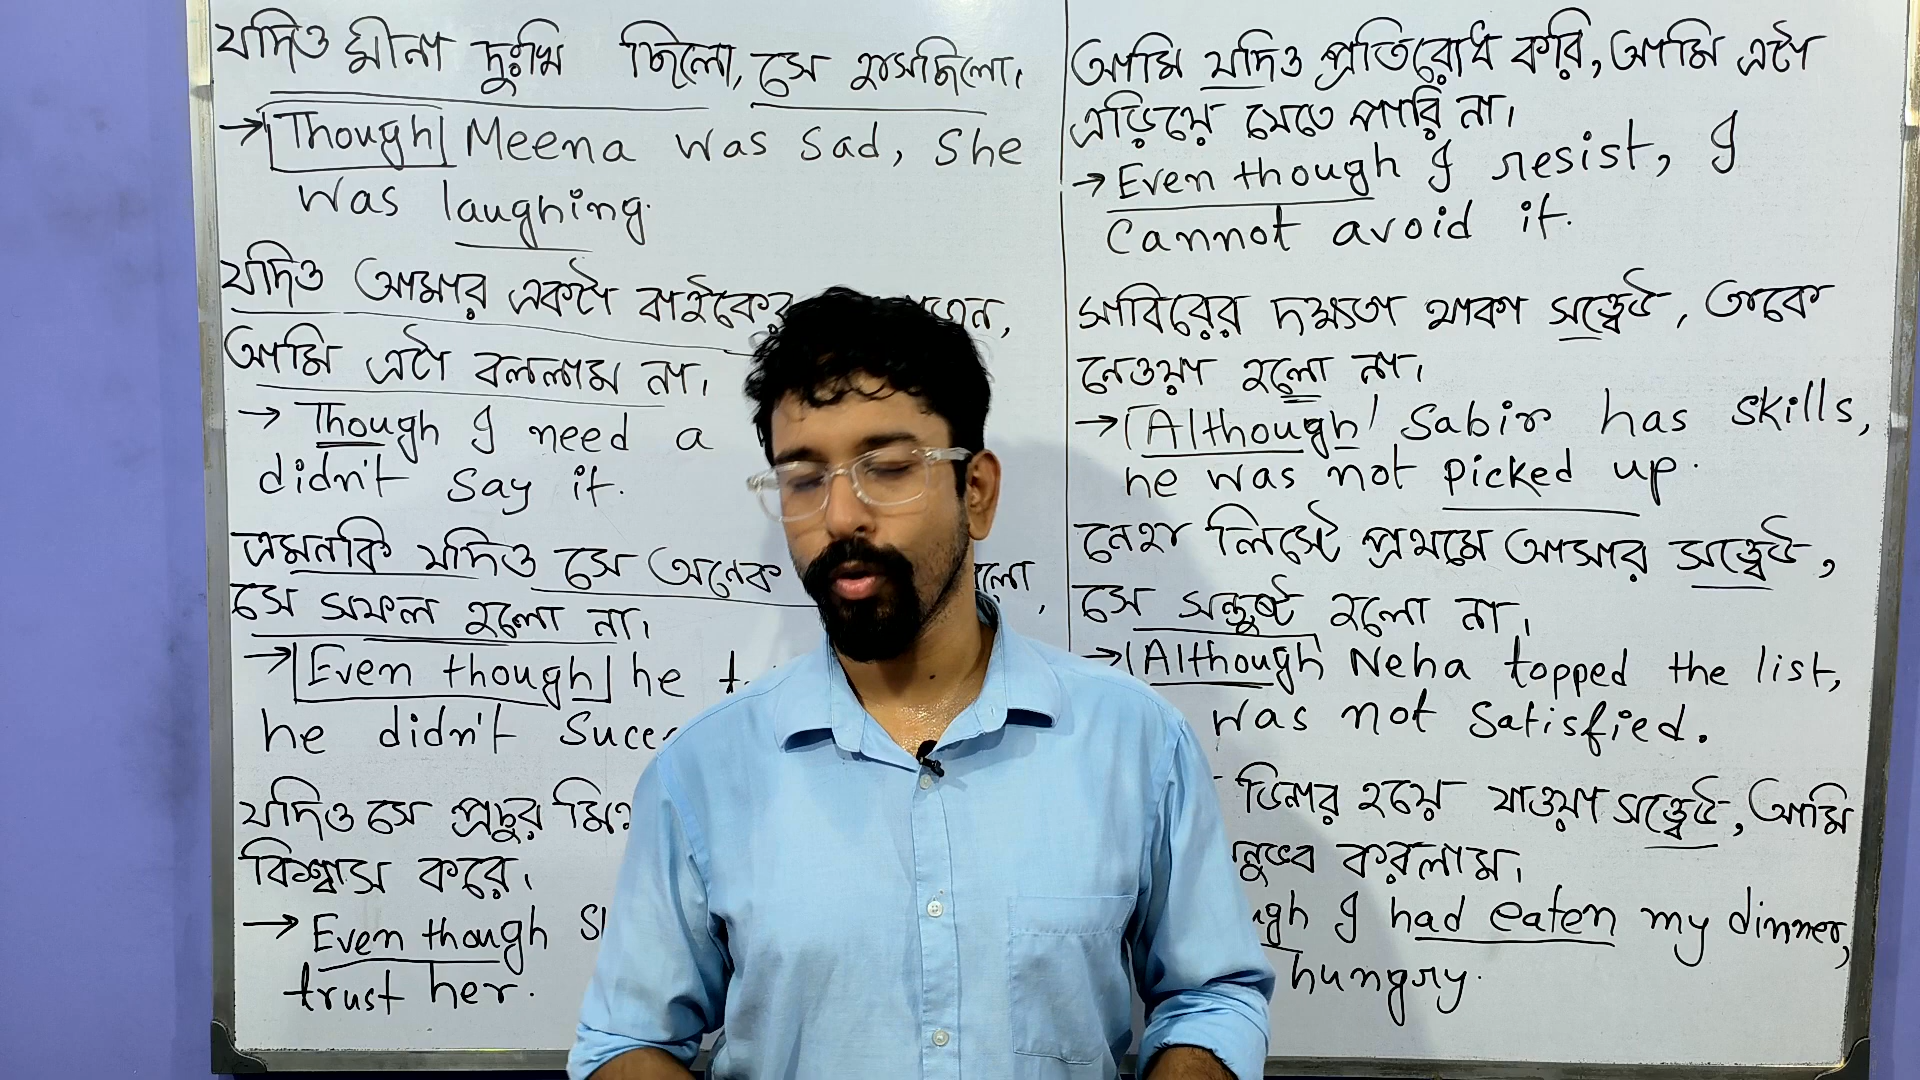 যদিও মীনা দুঃখি ছিলো, সে হাসছিলো।
→ Though Meena was sad, she
was laughing.
যদিও আমার একটা বাইকের
আমি এটা বললাম না।
→ Though I need a
didn't say it.
এমনকি যদিও সে অনেক
সে সফল হলো না।
→ Even though he
he didn't
যদিও সে প্রচুর
বিশ্বাস করে।
→ Even though
trust her.
আমি যদিও প্রতিরোধ করি, আমি এটা
এড়িয়ে যেতে পারি না।
→ Even though I resist, I
cannot avoid it.
সাবিরের দক্ষতা থাকা সত্ত্বেও, তাকে
নেওয়া হলো না।
→ Although Sabir has skills,
he was not picked up.
নেহা লিস্টে প্রথমে আসার সত্ত্বেও,
সে সন্তুষ্ট হলো না।
→ Although Neha topped the list,
was not satisfied.
ডিনার হয়ে যাওয়া সত্ত্বেও, আমি
করলাম।
I had eaten my dinner,
hungry.